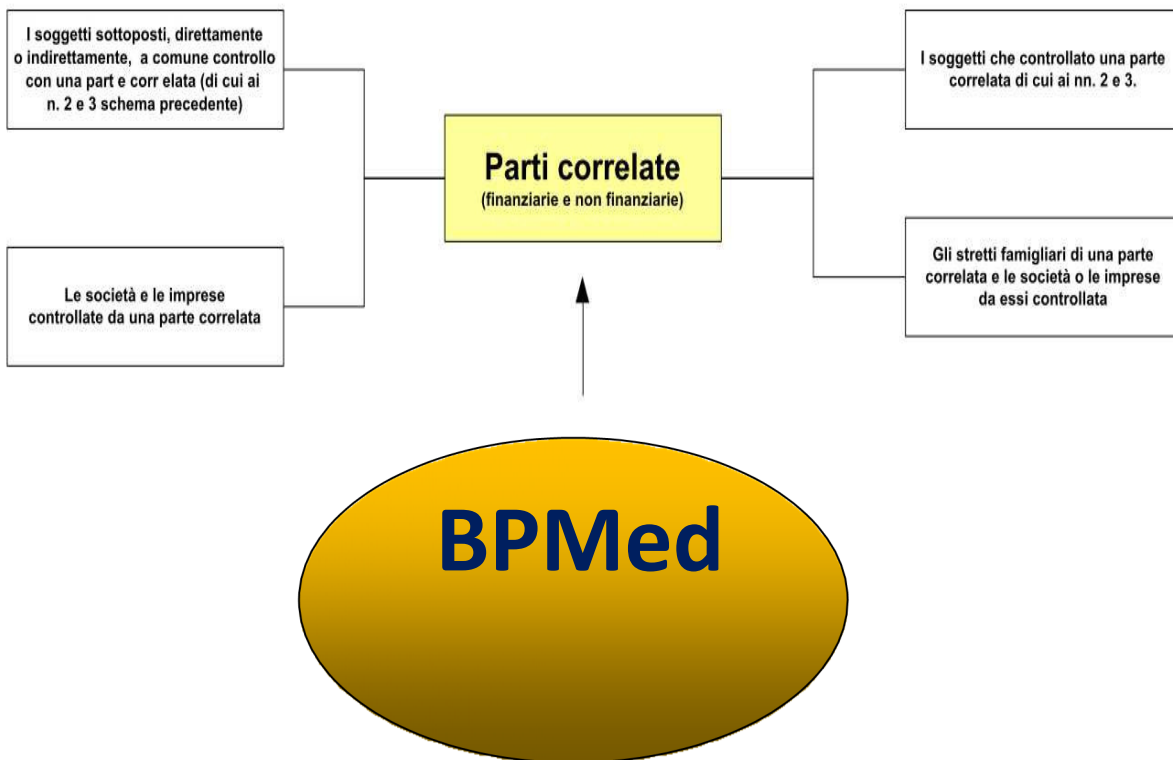 I soggetti sottoposti, direttamente
o indirettamente, a comune controllo
con una part e corr elata (di cui ai
n. 2 e 3 schema precedente)
I soggetti che controllato una parte
correlata di cui ai nn. 2 e 3.
Parti correlate
(finanziarie e non finanziarie)
Le società e le imprese
controllate da una parte correlata
Gli stretti famigliari di una parte
correlata e le società o le imprese
da essi controllata
BPMed